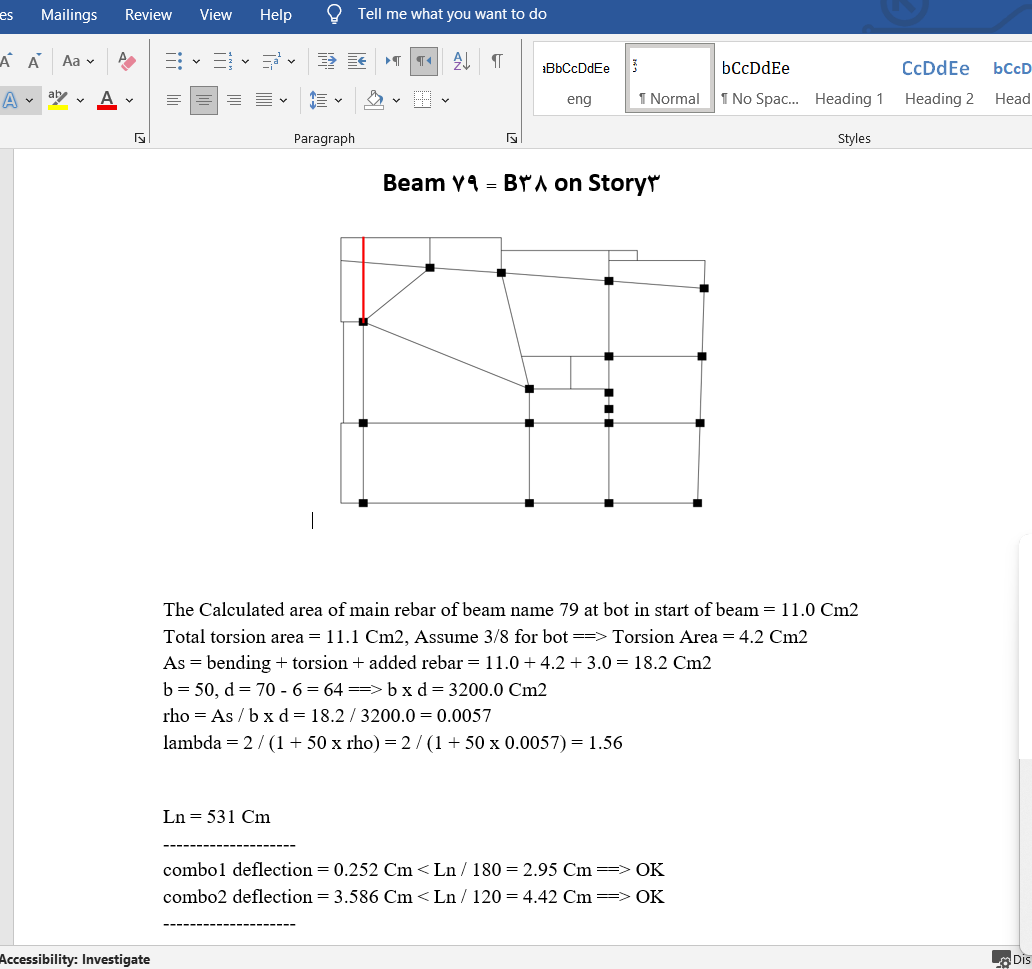 es Mailings Review View Help Tell me what you want to do
Aa
A
Z
ab
A
A
Paragraph
Styles
BbCcDdEe
eng
¶ Normal
bCcDdEe
¶ No Spac...
Heading 1
CcDdEe
Heading 2
bCcD
Head
Beam ۷۹ = B۳۸ on Story۳
The Calculated area of main rebar of beam name 79 at bot in start of beam = 11.0 Cm2
Total torsion area = 11.1 Cm2, Assume 3/8 for bot ==> Torsion Area = 4.2 Cm2
As = bending + torsion + added rebar = 11.0 + 4.2 + 3.0 = 18.2 Cm2
b = 50, d = 70 - 6 = 64 ==> b x d = 3200.0 Cm2
rho = As / b x d = 18.2 / 3200.0 = 0.0057
lambda = 2 / (1 + 50 x rho) = 2 / (1 + 50 x 0.0057) = 1.56
Ln = 531 Cm
--------------------
combo1 deflection = 0.252 Cm < Ln / 180 = 2.95 Cm ==> OK
combo2 deflection = 3.586 Cm < Ln / 120 = 4.42 Cm ==> OK
--------------------
Accessibility: Investigate
Dis